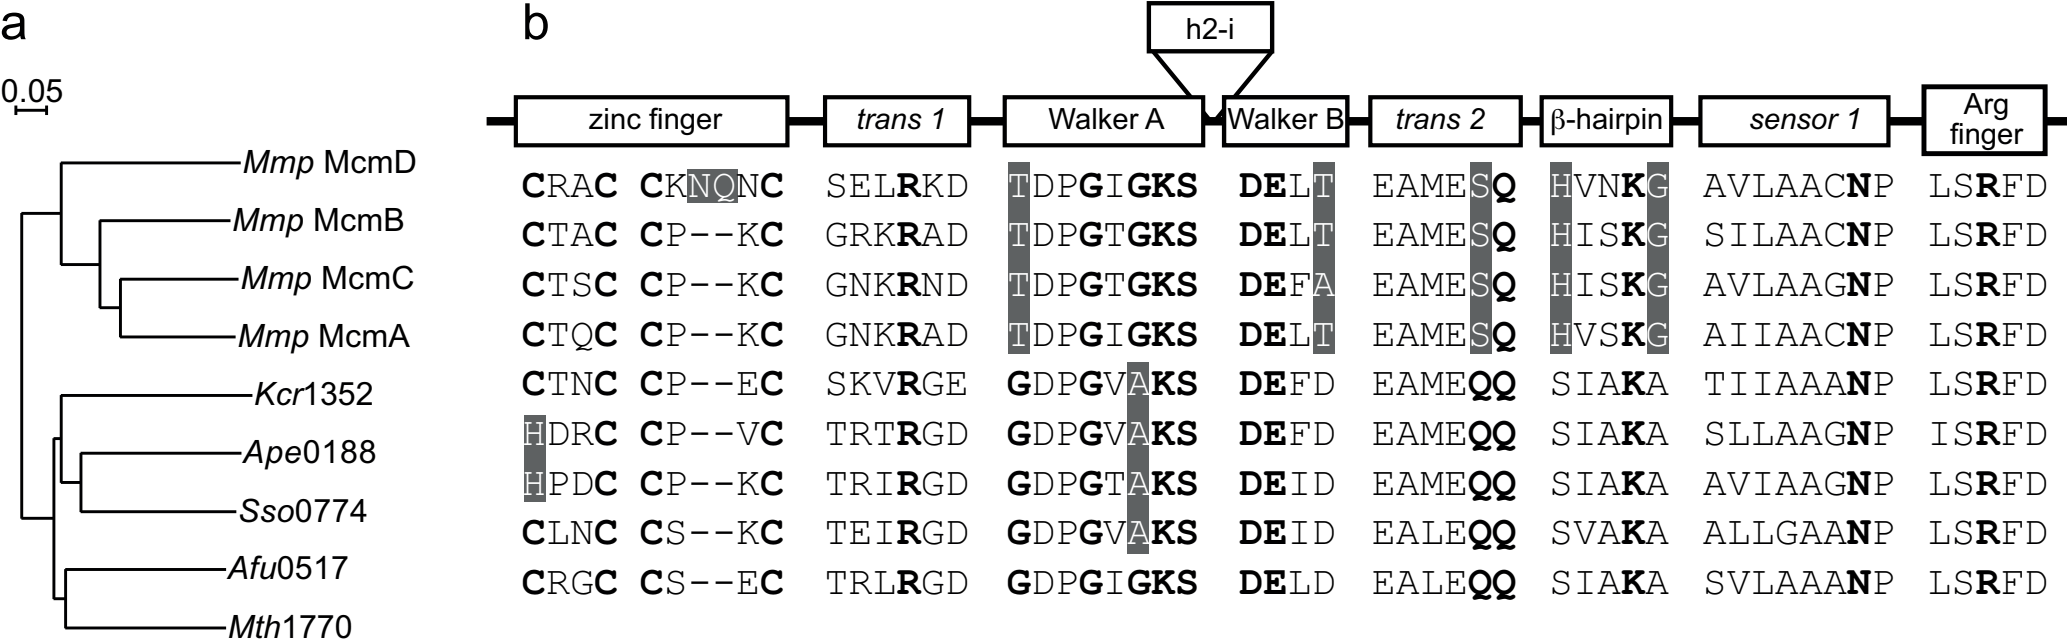 a
b
h2-i
0.05
zinc finger trans 1 Walker A Walker B trans 2 β-hairpin sensor 1 Arg finger
Mmp McmD
CRAC CKNQNC SELRKD TDPGIGKS DELT EAMESQ HVNKG AVLAACNP LSRFD
Mmp McmB
CTAC CP--KC GRKRAD TDPGTGKS DELT EAMESQ HISKG SILAACNP LSRFD
Mmp McmC
CTSC CP--KC GNKRND TDPGTGKS DEFA EAMESQ HISKG AVLAAGNP LSRFD
Mmp McmA
CTQC CP--KC GNKRAD TDPGIGKS DELT EAMESQ HVSKG AIIAACNP LSRFD
Kcr1352
CTNC CP--EC SKVRGE GDPGVAKS DEFD EAMEQQ SIAKA TIIAAANP LSRFD
Ape0188
HDRC CP--VC TRTRGD GDPGVAKS DEFD EAMEQQ SIAKA SLLAAGNP ISRFD
Sso0774
HPDC CP--KC TRIRGD GDPGTAKS DEID EAMEQQ SIAKA AVIAAGNP LSRFD
Afu0517
CLNC CS--KC TEIRGD GDPGVAKS DEID EALEQQ SVAKA ALLGAANP LSRFD
Mth1770
CRGC CS--EC TRLRGD GDPGIGKS DELD EALEQQ SIAKA SVLAAANP LSRFD